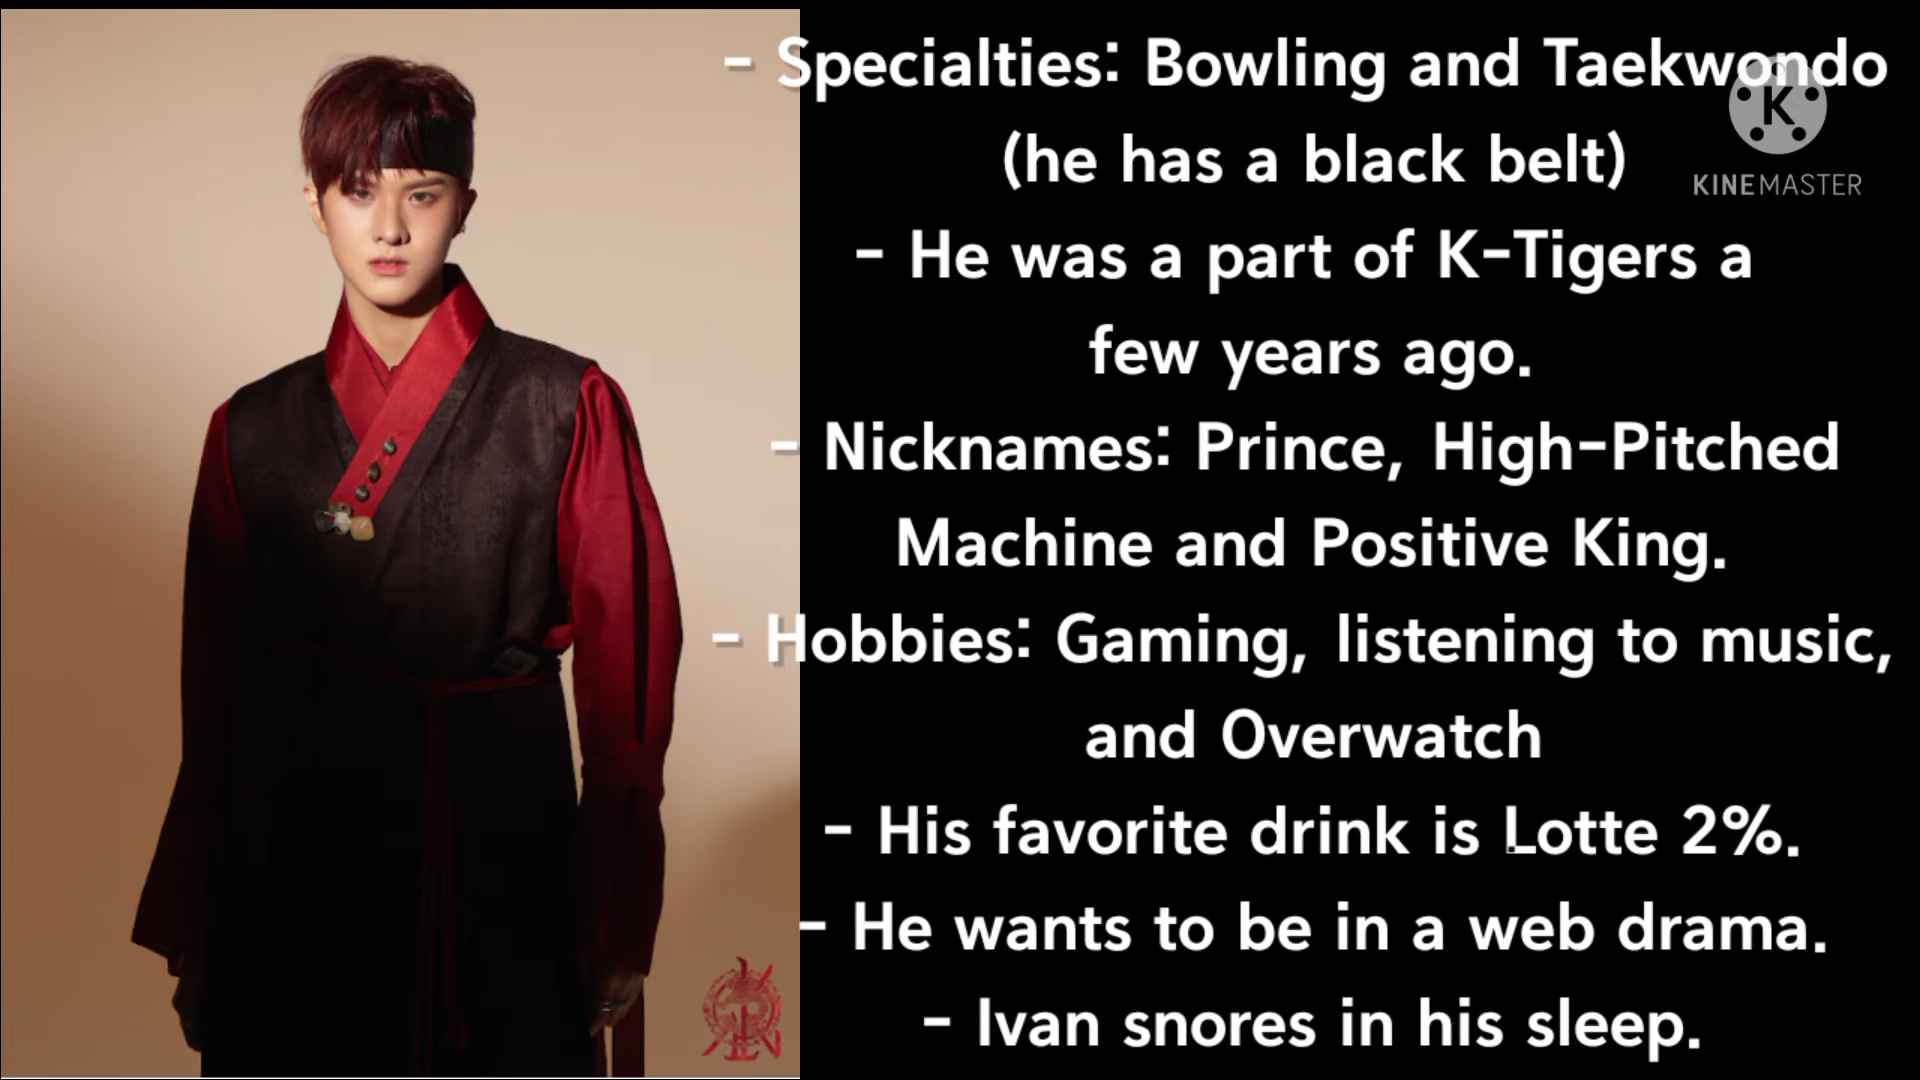 - Specialties: Bowling and Taekwondo
(he has a black belt)
- He was a part of K-Tigers a
few years ago.
- Nicknames: Prince, High-Pitched
Machine and Positive King.
- Hobbies: Gaming, listening to music,
and Overwatch
- His favorite drink is Lotte 2%.
- He wants to be in a web drama.
- Ivan snores in his sleep.
K
KINEMASTER